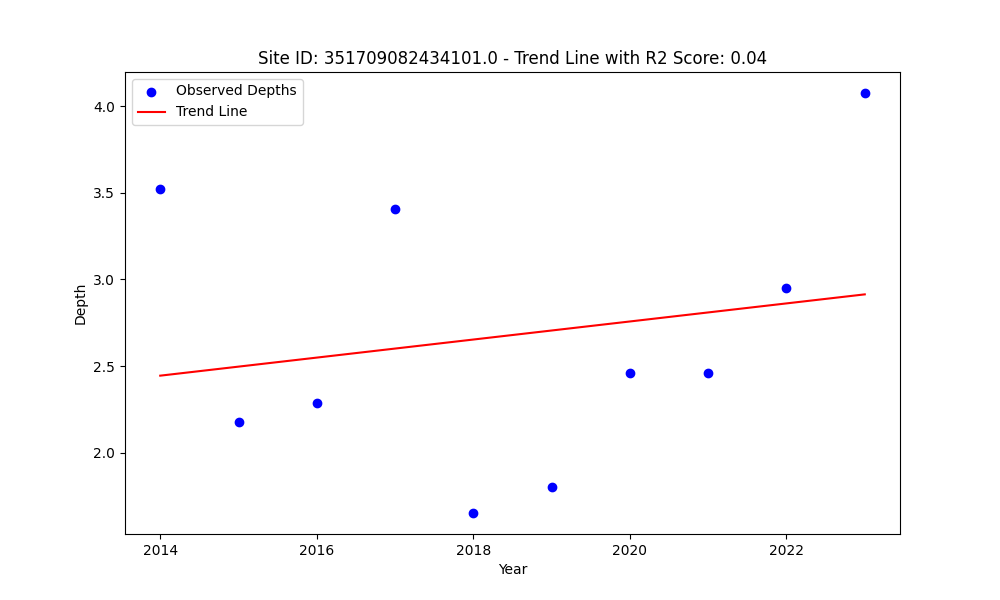 Site ID: 351709082434101.0 - Trend Line with R2 Score: 0.04
Observed Depths
Trend Line
4.0
3.5
3.0
2.5
2.0
Depth
2014
2016
2018
2020
2022
Year